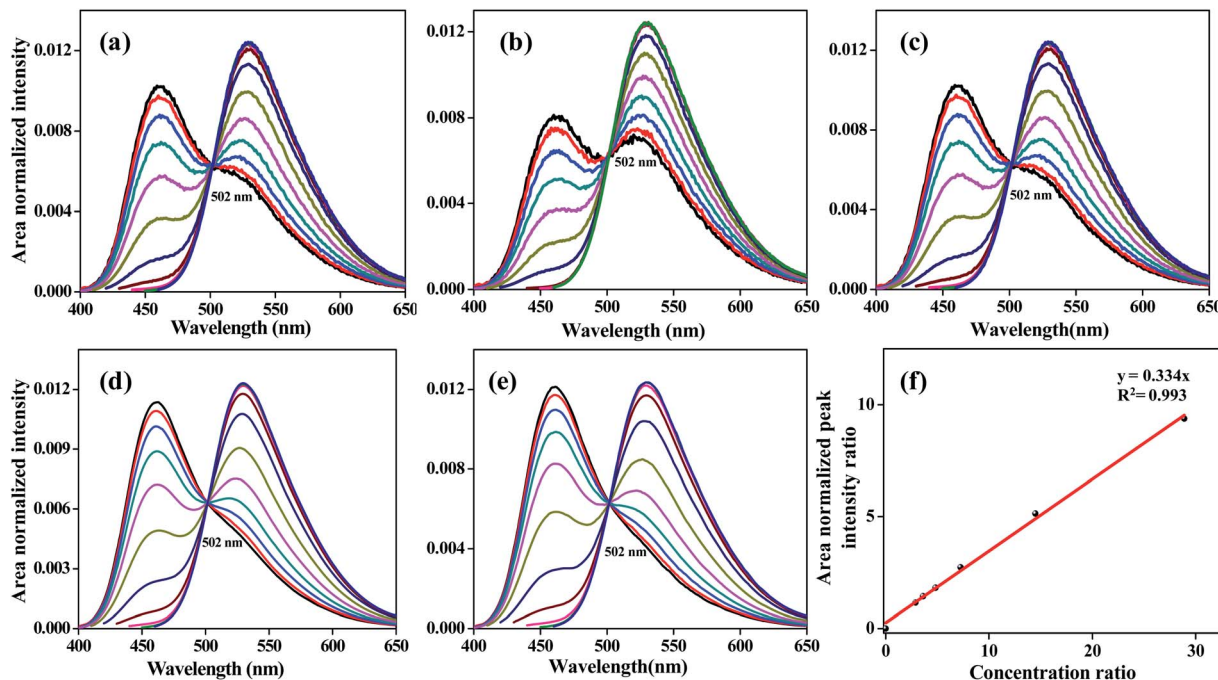 Area normalized intensity
0.012
0.009
0.006
0.003
0.000
(a)
502 nm
400 450 500 550 600 650
Wavelength (nm)
0.012
0.008
0.004
0.000
(b)
502 nm
400 450 500 550 600 650
Wavelength (nm)
0.012
0.008
0.004
0.000
(c)
502 nm
400 450 500 550 600 650
Wavelength(nm)
Area normalized intensity
0.012
0.009
0.006
0.003
0.000
(d)
502 nm
400 450 500 550 600 650
Wavelength (nm)
0.012
0.008
0.004
0.000
(e)
502 nm
400 450 500 550 600 650
Wavelength(nm)
Area normalized peak
intensity ratio
10
5
0
(f)
y = 0.334x
R²= 0.993
0 10 20 30
Concentration ratio